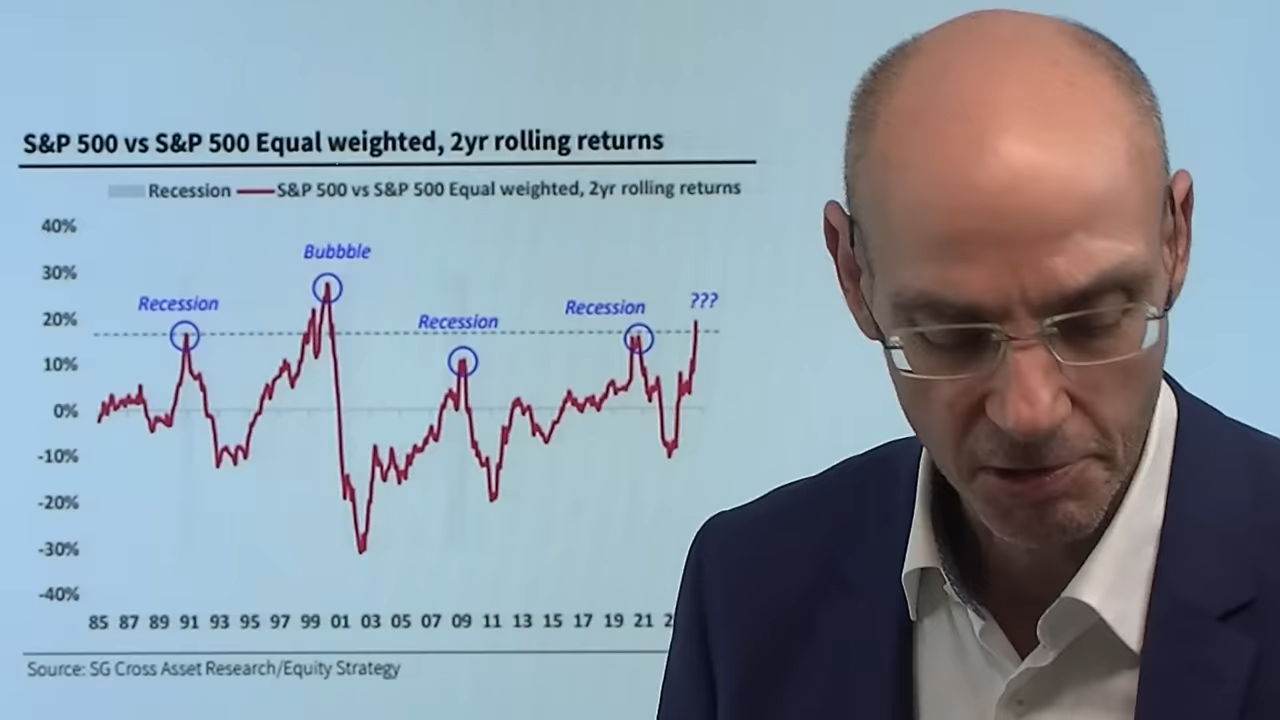 S&P 500 vs S&P 500 Equal weighted, 2yr rolling returns
Recession S&P 500 vs S&P 500 Equal weighted, 2yr rolling returns
40%
Bubbble
30%
Recession
???
Recession
20%
Recession
10%
0%
-10%
-20%
-30%
-40%
85 87 89 91 93 95 97 99 01 03 05 07 09 11 13 15 17 19 21 2
Source: SG Cross Asset Research/Equity Strategy